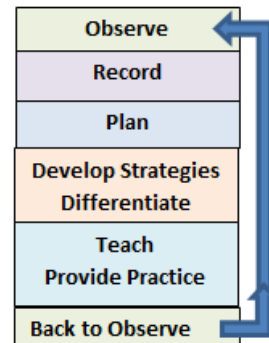 Observe
Record
Plan
Develop Strategies
Differentiate
Teach
Provide Practice
Back to Observe